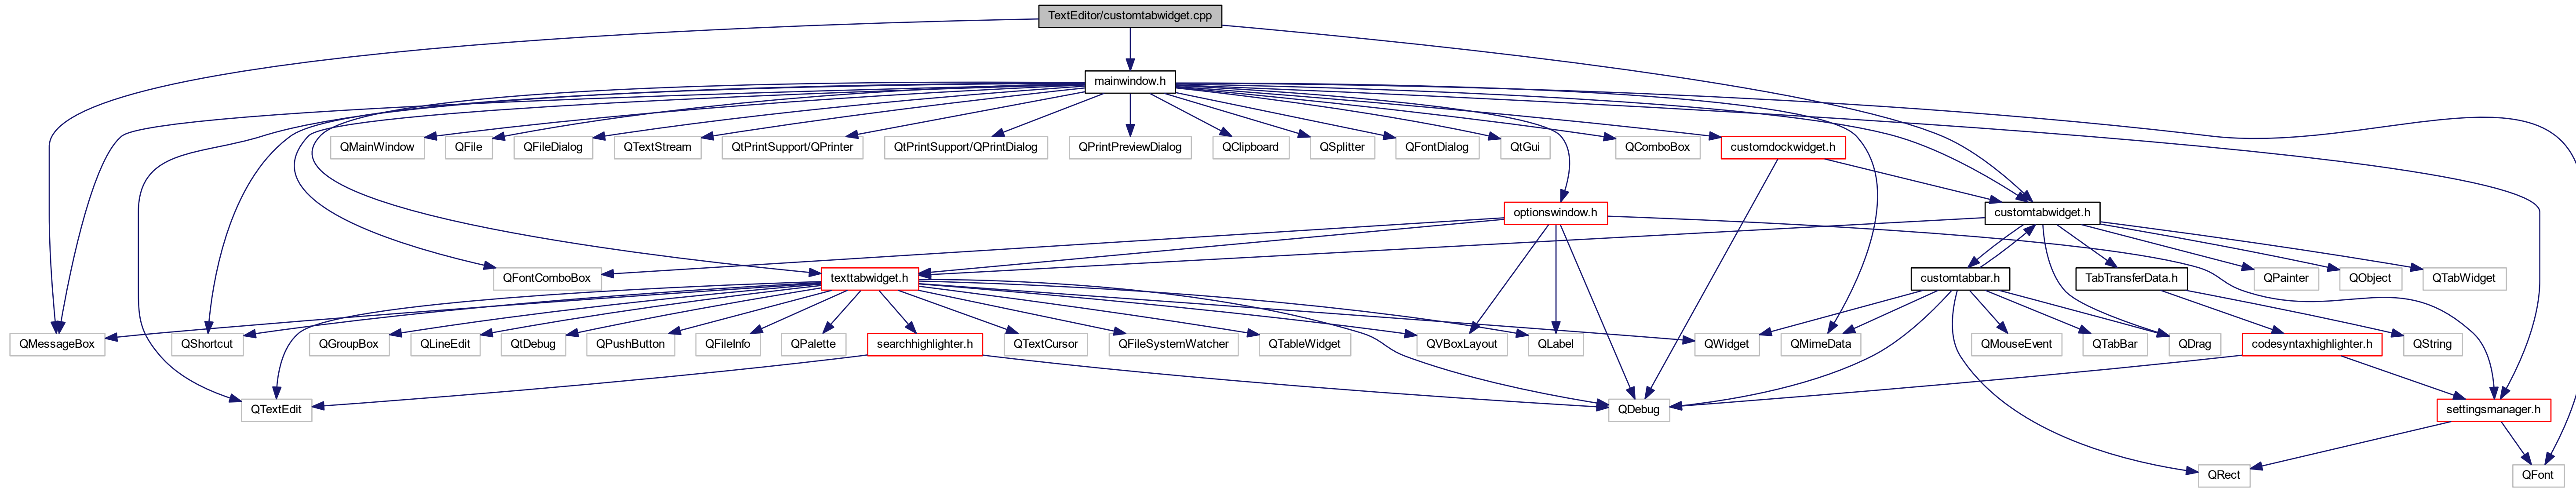 TextEditor/customtabwidget.cpp
mainwindow.h
QMainWindow
QFile
QFileDialog
QTextStream
QtPrintSupport/QPrinter
QtPrintSupport/QPrintDialog
QPrintPreviewDialog
QClipboard
QSplitter
QFontDialog
QtGui
QComboBox
customdockwidget.h
optionswindow.h
customtabwidget.h
QFontComboBox
texttabwidget.h
customtabbar.h
TabTransferData.h
QPainter
QObject
QTabWidget
QMessageBox
QShortcut
QGroupBox
QLineEdit
QtDebug
QPushButton
QFileInfo
QPalette
searchhighlighter.h
QTextCursor
QFileSystemWatcher
QTableWidget
QVBoxLayout
QLabel
QWidget
QMimeData
QMouseEvent
QTabBar
QDrag
codesyntaxhighlighter.h
QString
QTextEdit
QDebug
settingsmanager.h
QRect
QFont